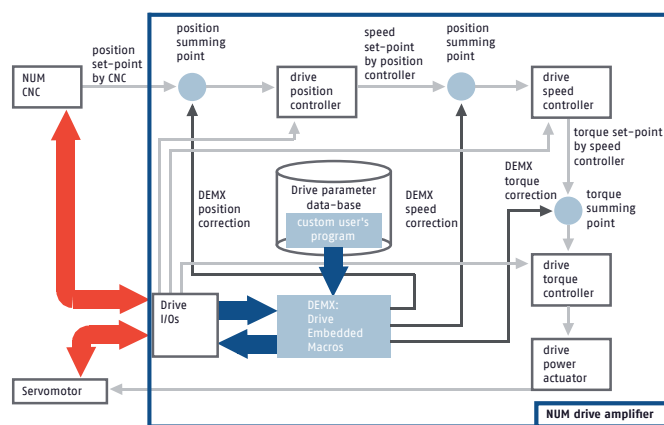 position
summing
point
speed
set-point
by position
controller
position
summing
point
position
set-point
by CNC
NUM
CNC
drive
position
controller
drive
speed
controller
torque set-point
by speed
controller
DEMX
torque
correction
torque
summing
point
DEMX
position
correction
Drive parameter
data-base
custom user's
program
DEMX
speed
correction
drive
torque
controller
Drive
I/Os
DEMX:
Drive
Embedded
Macros
drive
power
actuator
Servomotor
NUM drive amplifier